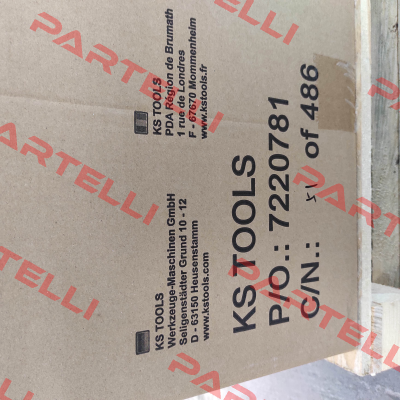 KS TOOLS
Werkzeuge-Maschinen GmbH
Seligenstädter Grund 10 - 12
D - 63150 Heusenstamm
www.kstools.com
KS TOOLS
PDA Région de Brumath
1 rue de Londres
F - 67670 Mommenheim
www.kstools.fr
KS TOOLS
P/O.: 7220781
C/N.: 51 of 486
PARTELLI
PARTELLI
PARTELLI
PARTELLI
PARTELLI